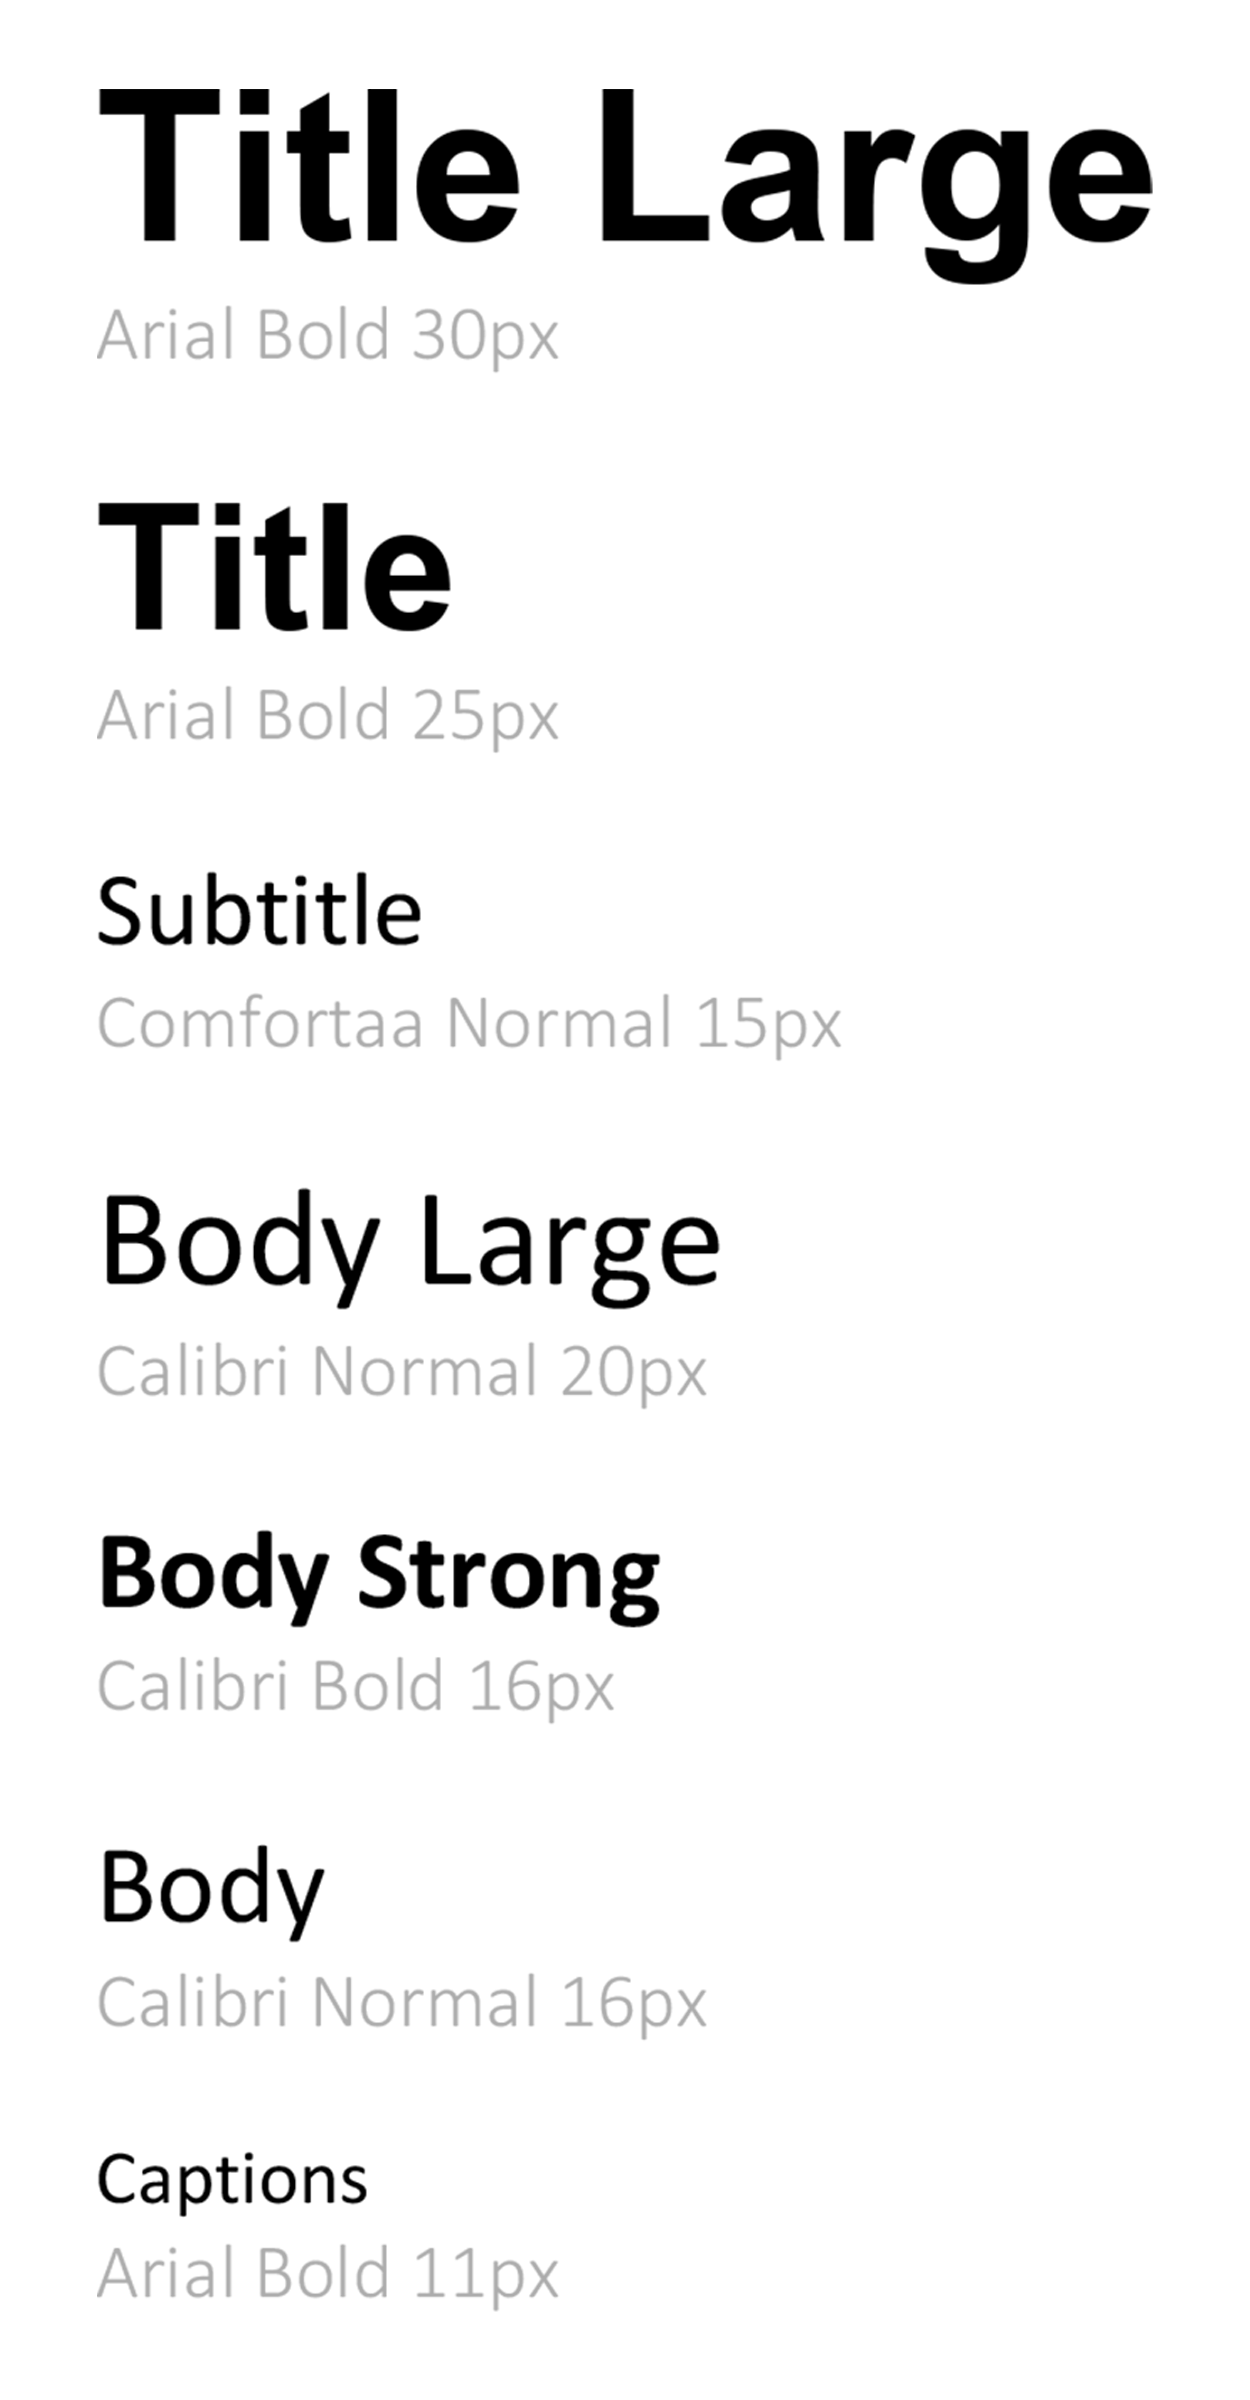 Title Large
Arial Bold 30px
Title
Arial Bold 25px
Subtitle
Comfortaa Normal 15px
Body Large
Calibri Normal 20px
Body Strong
Calibri Bold 16px
Body
Calibri Normal 16px
Captions
Arial Bold 11px